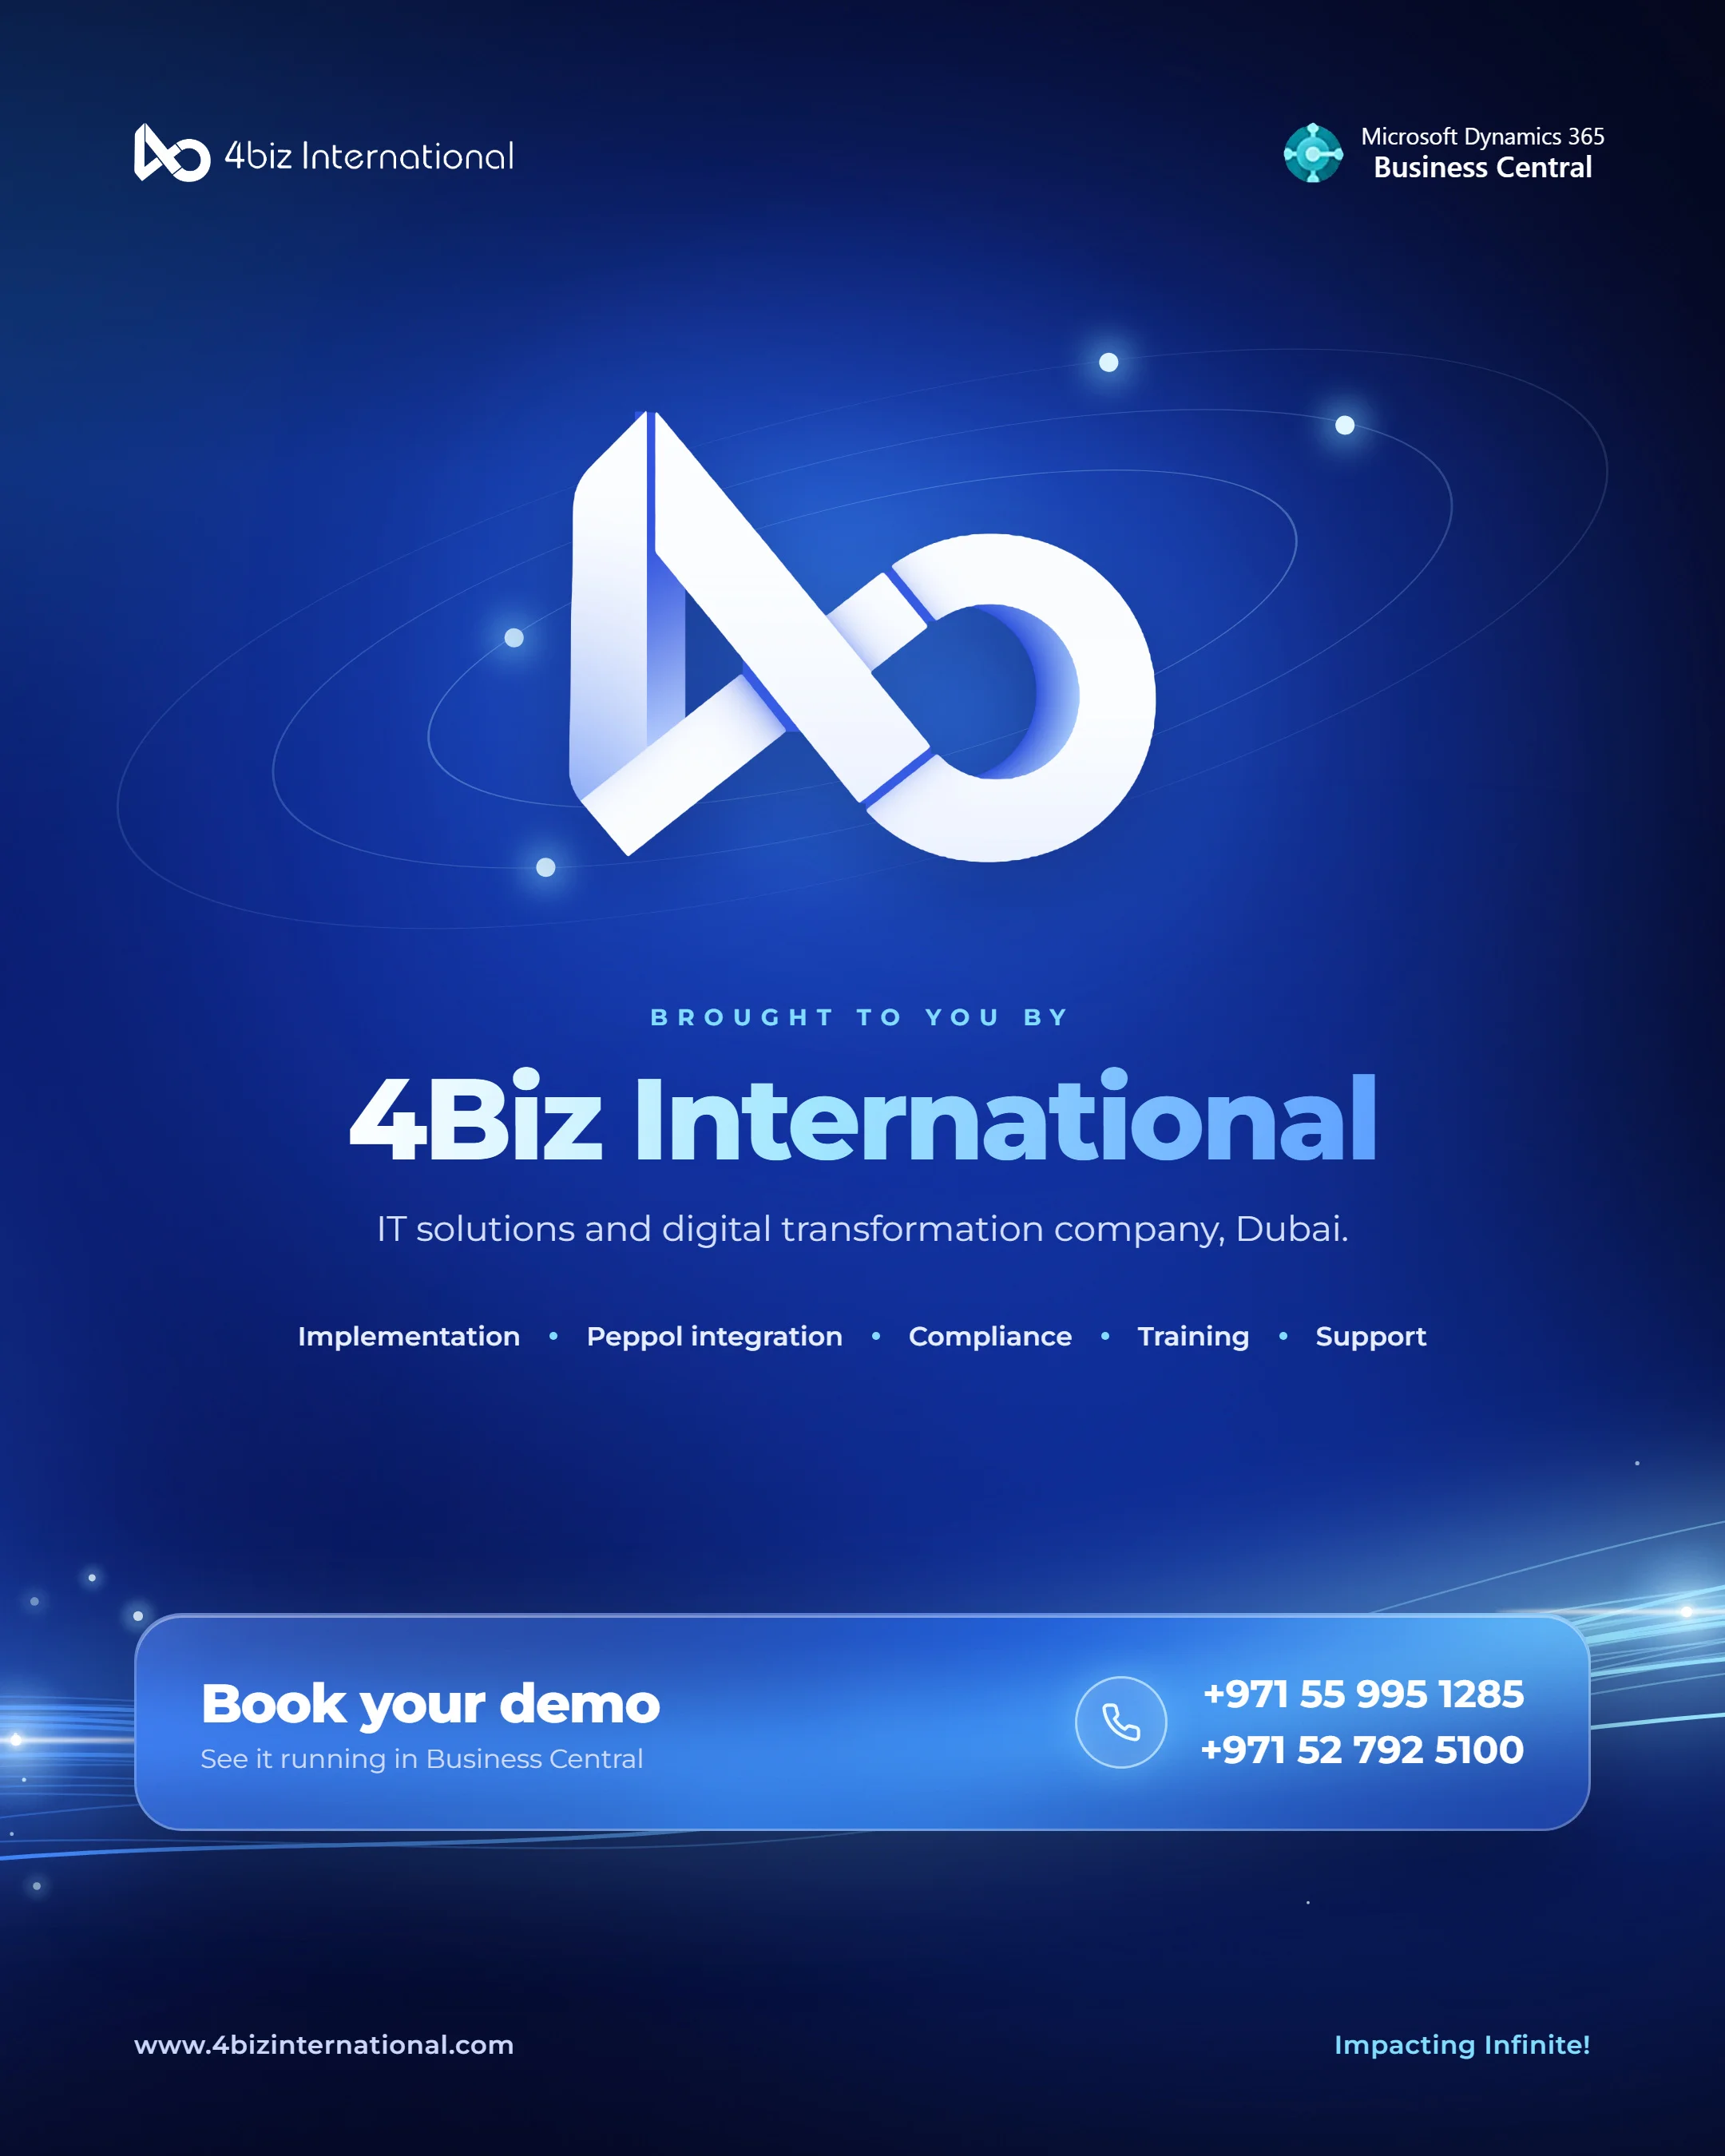 4biz International
Microsoft Dynamics 365
Business Central
BROUGHT TO YOU BY
4Biz International
IT solutions and digital transformation company, Dubai.
Implementation • Peppol integration • Compliance • Training • Support
Book your demo
See it running in Business Central
+971 55 995 1285
+971 52 792 5100
www.4bizinternational.com
Impacting Infinite!